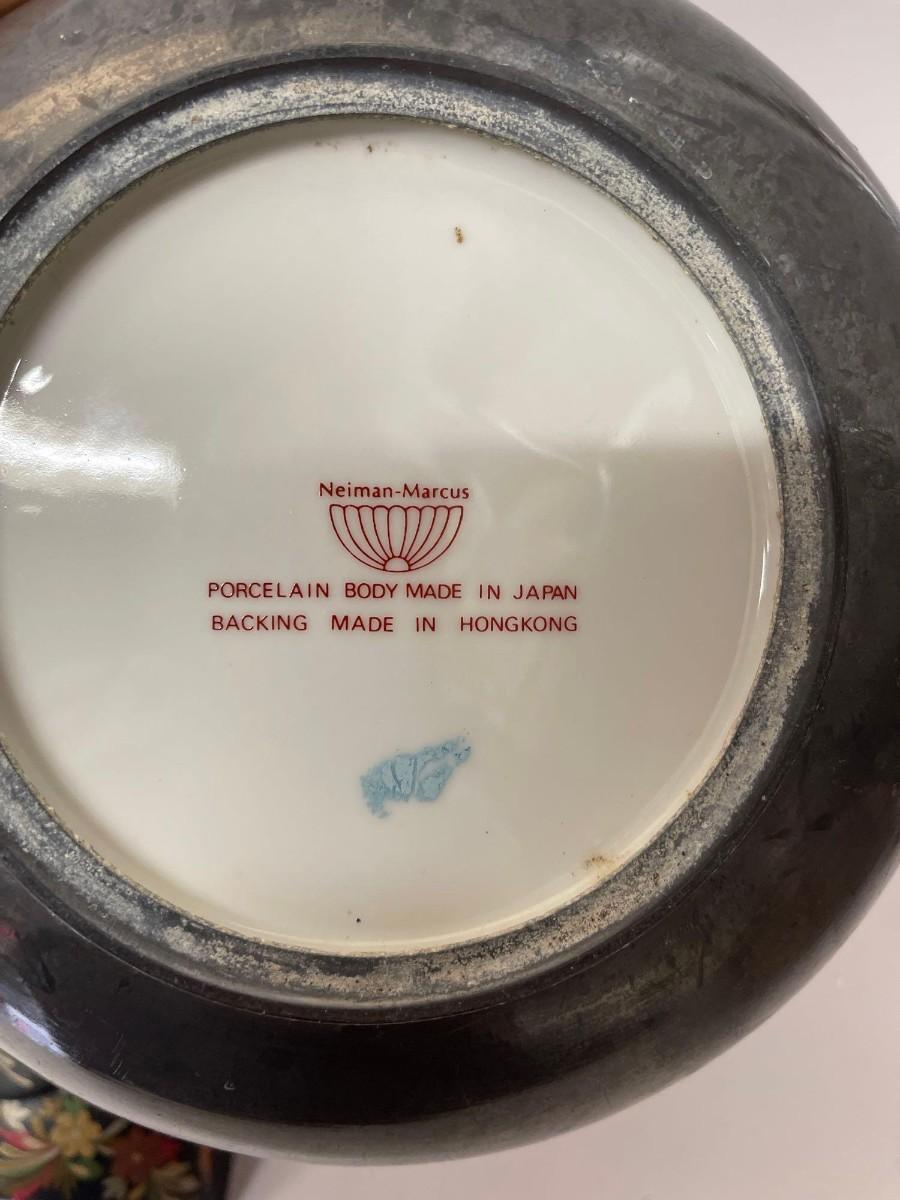 Neiman-Marcus
PORCELAIN BODY MADE IN JAPAN
BACKING MADE IN HONGKONG